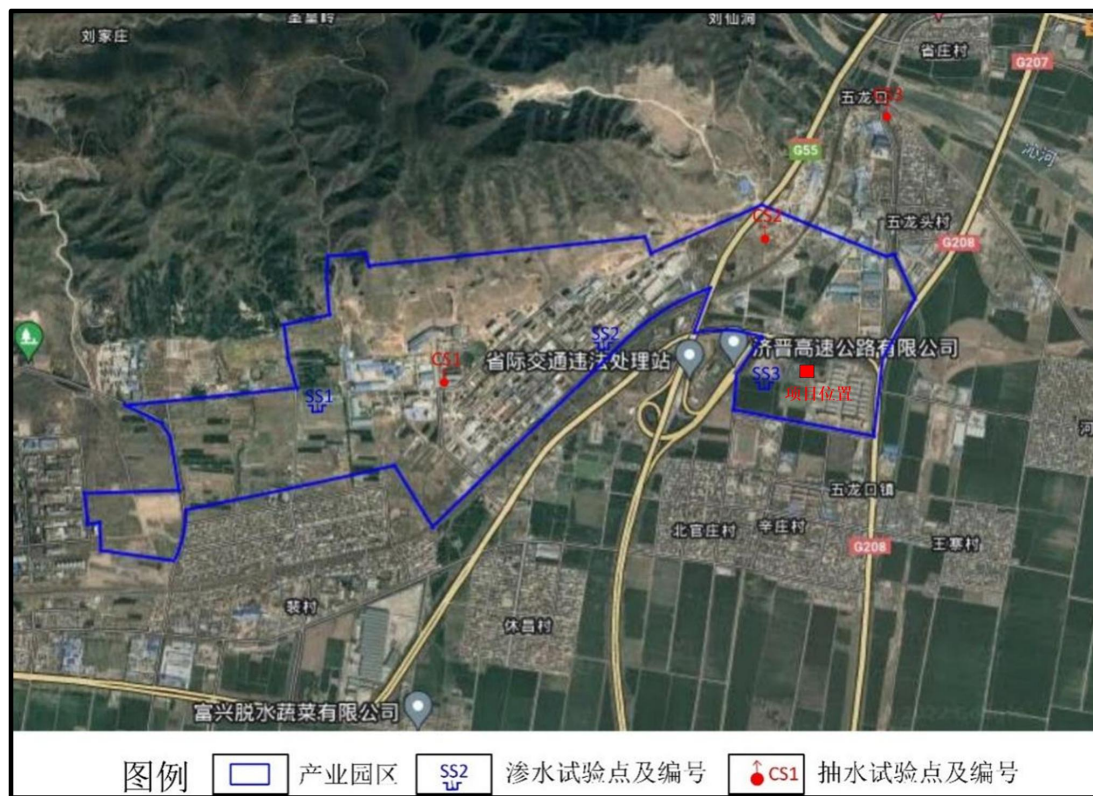 刘家庄
刘仙洞
省庄村
G207
五龙口
CS3
沁河
G55
CS2
五龙头村
G208
SS2
省际交通违法处理站
济晋高速公路有限公司
CS1
SS1
SS3
项目位置
河
五龙口镇
北官庄村
辛庄村
G208
王寨村
裴村
休昌村
富兴脱水蔬菜有限公司
图例
产业园区
SS2
渗水试验点及编号
CS1
抽水试验点及编号